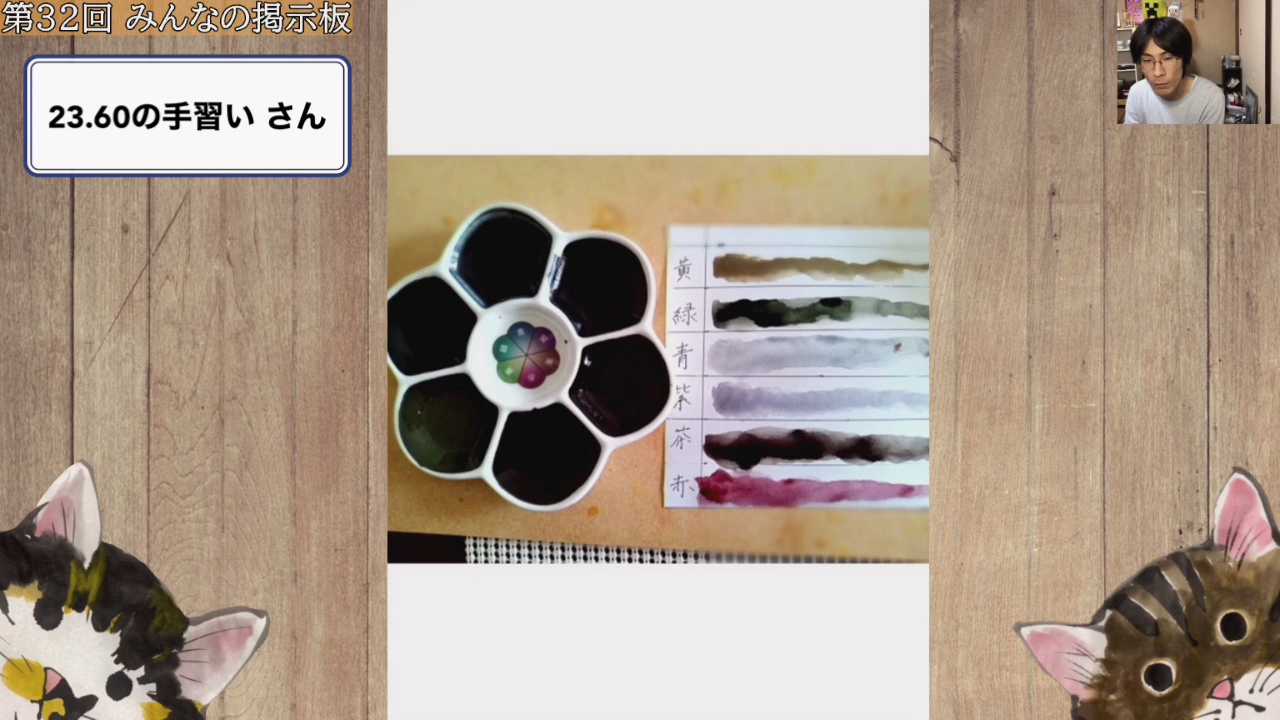 第32回 みんなの掲示板
23.60の手習い さん
黄
緑
青
紫
茶
赤